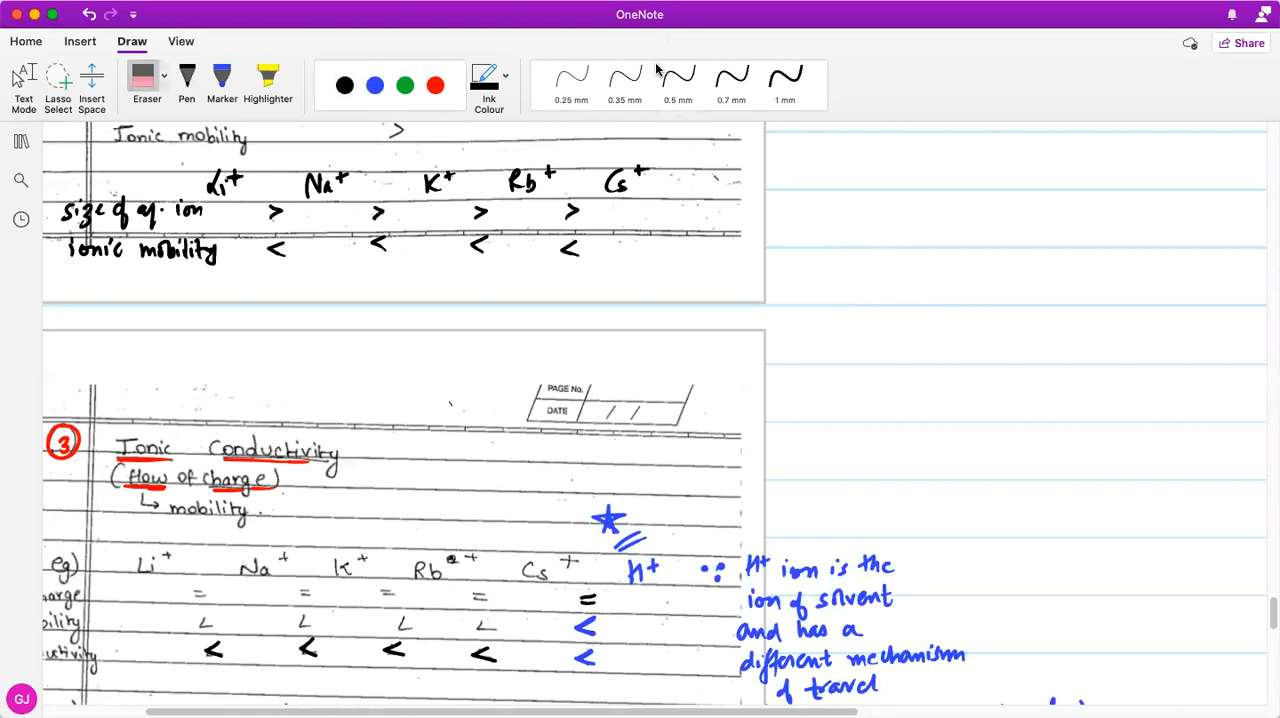 OneNote
Home Insert Draw View Share
Text Mode Lasso Select Insert Space Eraser Pen Marker Highlighter Ink Colour 0.25 mm 0.35 mm 0.5 mm 0.7 mm 1 mm
Ionic mobility >
Li+ Na+ K+ Rb+ Cs+
size of aq. ion > > > >
ionic mobility < < < <
PAGE No.
DATE / /
3 Ionic Conductivity
(flow of charge)
↳ mobility.
eg) Li+ Na+ K+ Rb+ Cs+ H+ ∵ H+ ion is the
arge = = = = = ion of solvent
bility < < < < < and has a
uctivity < < < < < different mechanism
of travel
GJ